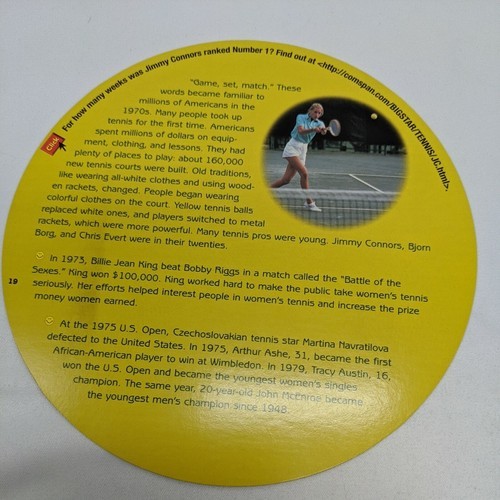 For how many weeks was Jimmy Connors ranked Number 1? Find out at <http://comspan.com/BIGSTAR/TENNIS/JC.html>.
Click
"Game, set, match." These
words became familiar to
millions of Americans in the
1970s. Many people took up
tennis for the first time. Americans
spent millions of dollars on equip-
ment, clothing, and lessons. They had
plenty of places to play: about 160,000
new tennis courts were built. Old traditions,
like wearing all-white clothes and using wood-
en rackets, changed. People began wearing
colorful clothes on the court. Yellow tennis balls
replaced white ones, and players switched to metal
rackets, which were more powerful. Many tennis pros were young. Jimmy Connors, Bjorn
Borg, and Chris Evert were in their twenties.
In 1973, Billie Jean King beat Bobby Riggs in a match called the "Battle of the
Sexes." King won $100,000. King worked hard to make the public take women's tennis
seriously. Her efforts helped interest people in women's tennis and increase the prize
money women earned.
19
At the 1975 U.S. Open, Czechoslovakian tennis star Martina Navratilova
defected to the United States. In 1975, Arthur Ashe, 31, became the first
African-American player to win at Wimbledon. In 1979, Tracy Austin, 16,
won the U.S. Open and became the youngest women's singles
champion. The same year, 20-year-old John McEnroe became
the youngest men's champion since 1948.